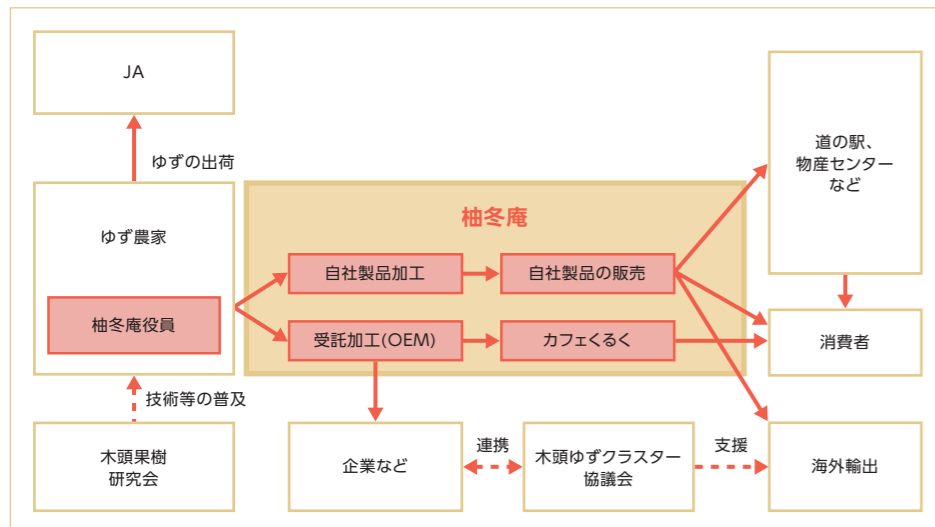 JA
ゆずの出荷
ゆず農家
柚冬庵役員
技術等の普及
木頭果樹
研究会
柚冬庵
自社製品加工
自社製品の販売
受託加工(OEM)
カフェくるく
企業など
連携
木頭ゆずクラスター
協議会
支援
道の駅、
物産センター
など
消費者
海外輸出